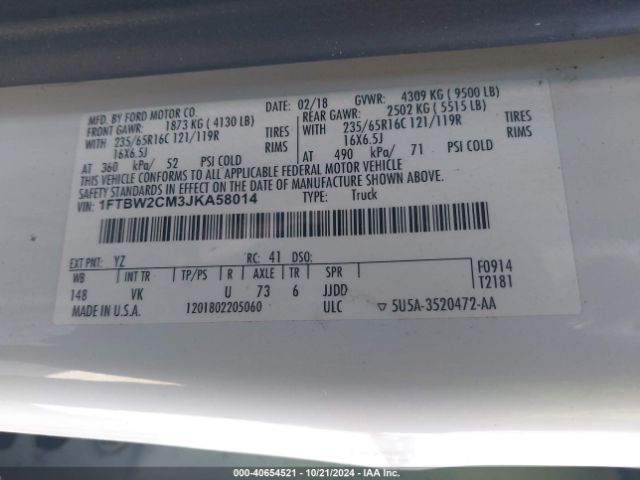 MFD. BY FORD MOTOR CO.
DATE: 02/18 GVWR: 4309 KG ( 9500 LB)
FRONT GAWR: 1873 KG ( 4130 LB)
REAR GAWR: 2502 KG ( 5515 LB)
WITH 235/65R16C 121/119R TIRES
WITH 235/65R16C 121/119R TIRES
16X6.5J RIMS
16X6.5J RIMS
AT 360 kPa/ 52 PSI COLD
AT 490 kPa/ 71 PSI COLD
THIS VEHICLE CONFORMS TO ALL APPLICABLE FEDERAL MOTOR VEHICLE
SAFETY STANDARDS IN EFFECT ON THE DATE OF MANUFACTURE SHOWN ABOVE.
VIN: 1FTBW2CM3JKA58014
TYPE: Truck
EXT PNT: YZ RC: 41 DSO:
WB INT TR TP/PS R AXLE TR SPR
148 VK U 73 6 JJDD
F0914
T2181
MADE IN U.S.A. 1201802205060 ULC ▽ 5U5A-3520472-AA
000-40654521 - 10/21/2024 - IAA Inc.